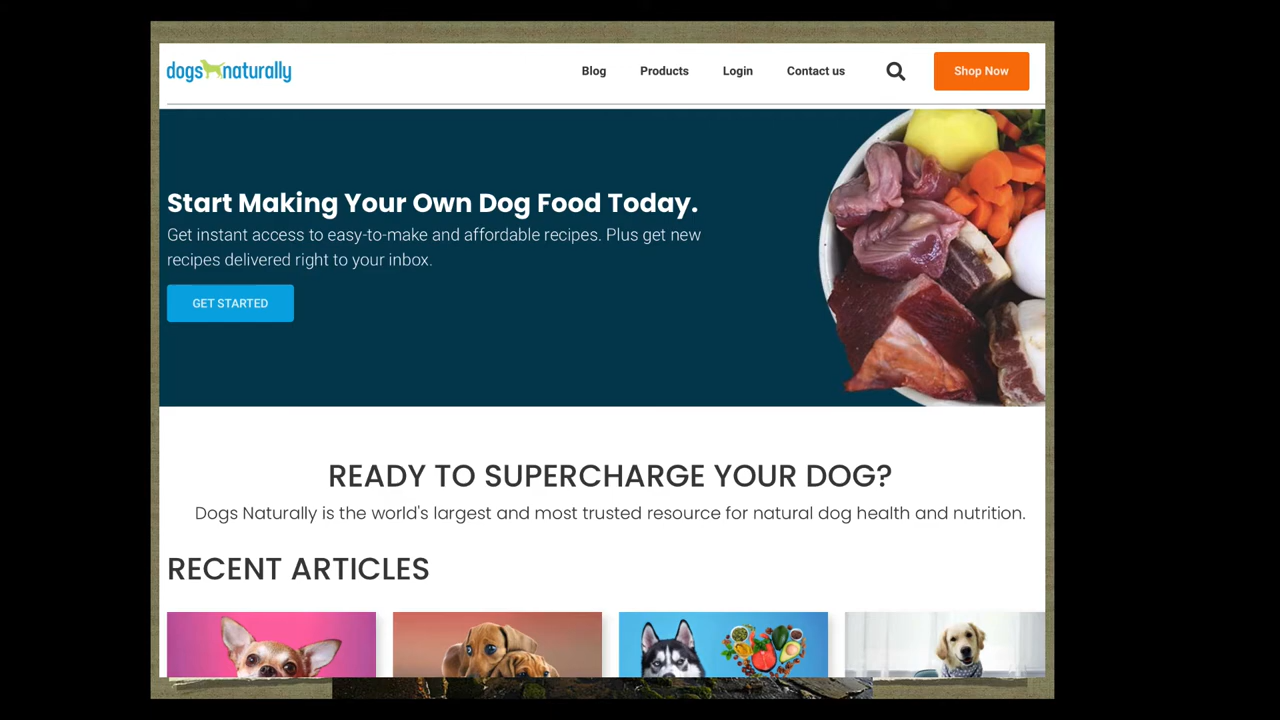 dogs naturally
Blog Products Login Contact us Shop Now
Start Making Your Own Dog Food Today.
Get instant access to easy-to-make and affordable recipes. Plus get new
recipes delivered right to your inbox.
GET STARTED
READY TO SUPERCHARGE YOUR DOG?
Dogs Naturally is the world's largest and most trusted resource for natural dog health and nutrition.
RECENT ARTICLES